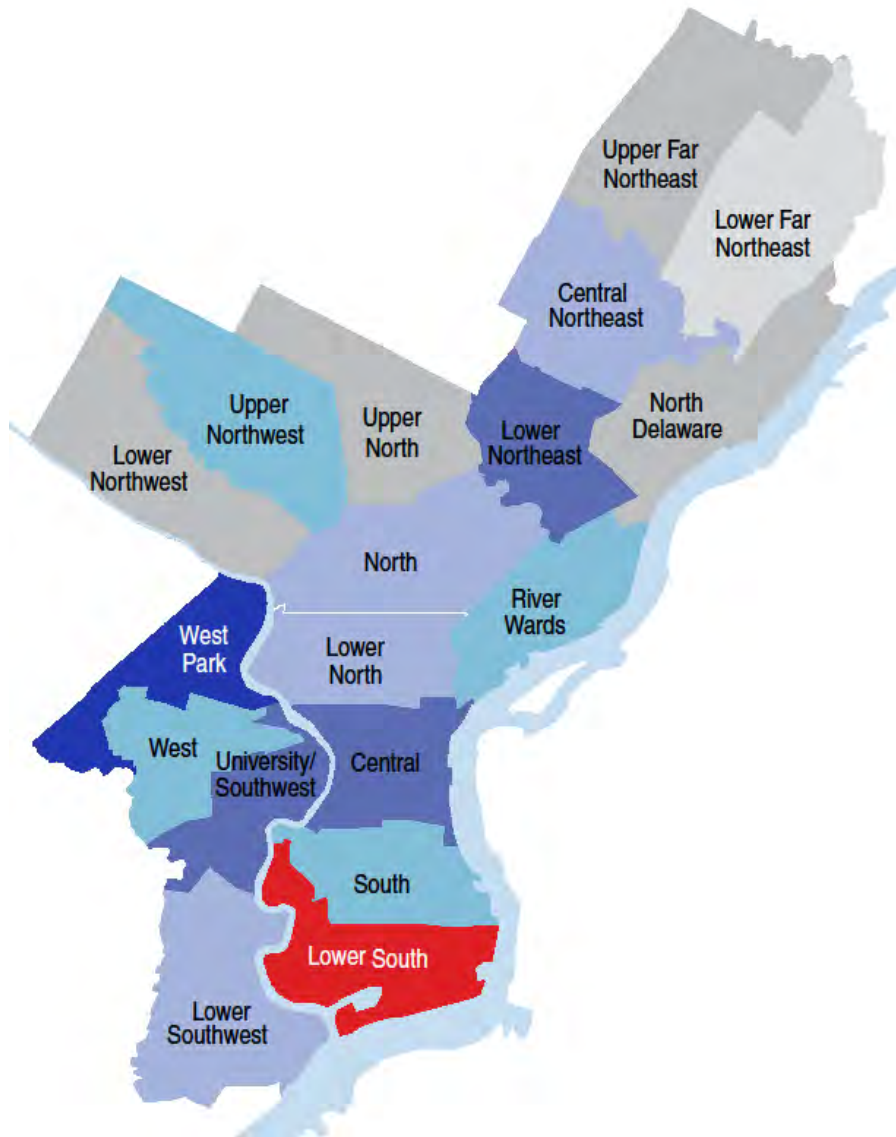 Upper Far
Northeast
Lower Far
Northeast
Central
Northeast
Upper
Northwest
Upper
North
Lower
Northeast
North
Delaware
Lower
Northwest
North
River
Wards
West
Park
Lower
North
West
University/
Southwest
Central
South
Lower South
Lower
Southwest